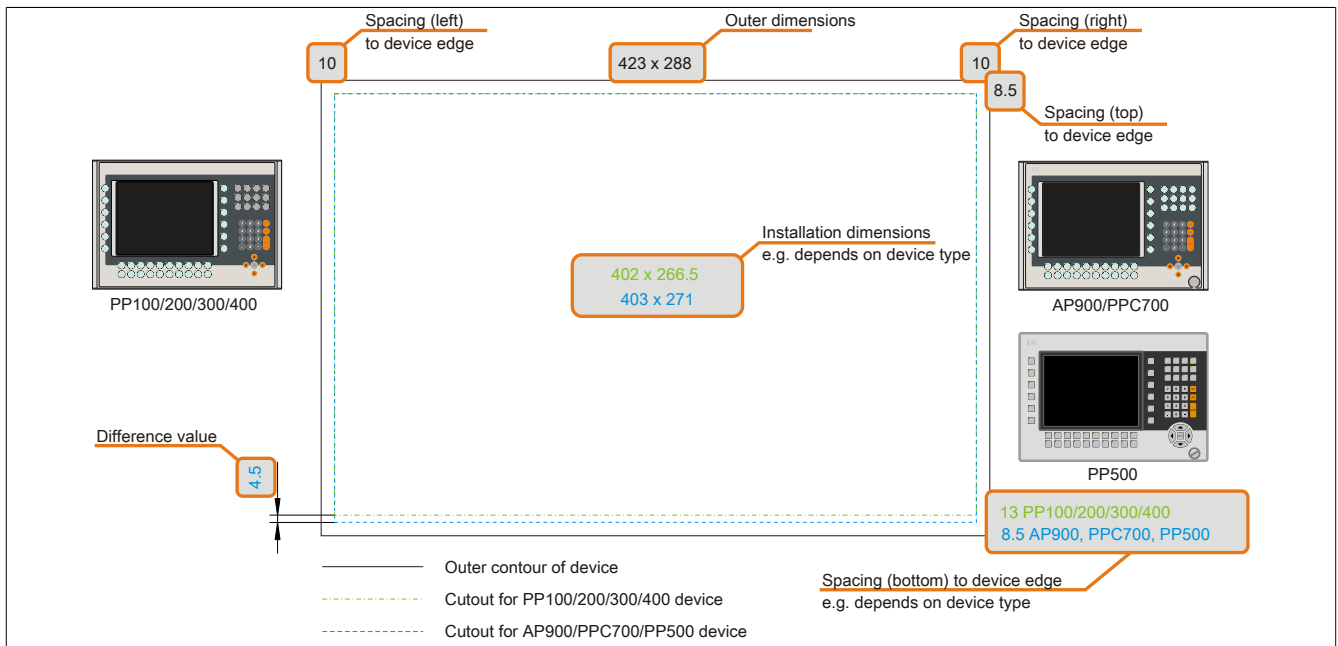 Spacing (left)
to device edge
Outer dimensions
Spacing (right)
to device edge
10
423 x 288
10
8.5
Spacing (top)
to device edge
PP100/200/300/400
Installation dimensions
e.g. depends on device type
402 x 266.5
403 x 271
AP900/PPC700
PP500
Difference value
4.5
13 PP100/200/300/400
8.5 AP900, PPC700, PP500
Spacing (bottom) to device edge
e.g. depends on device type
Outer contour of device
Cutout for PP100/200/300/400 device
Cutout for AP900/PPC700/PP500 device